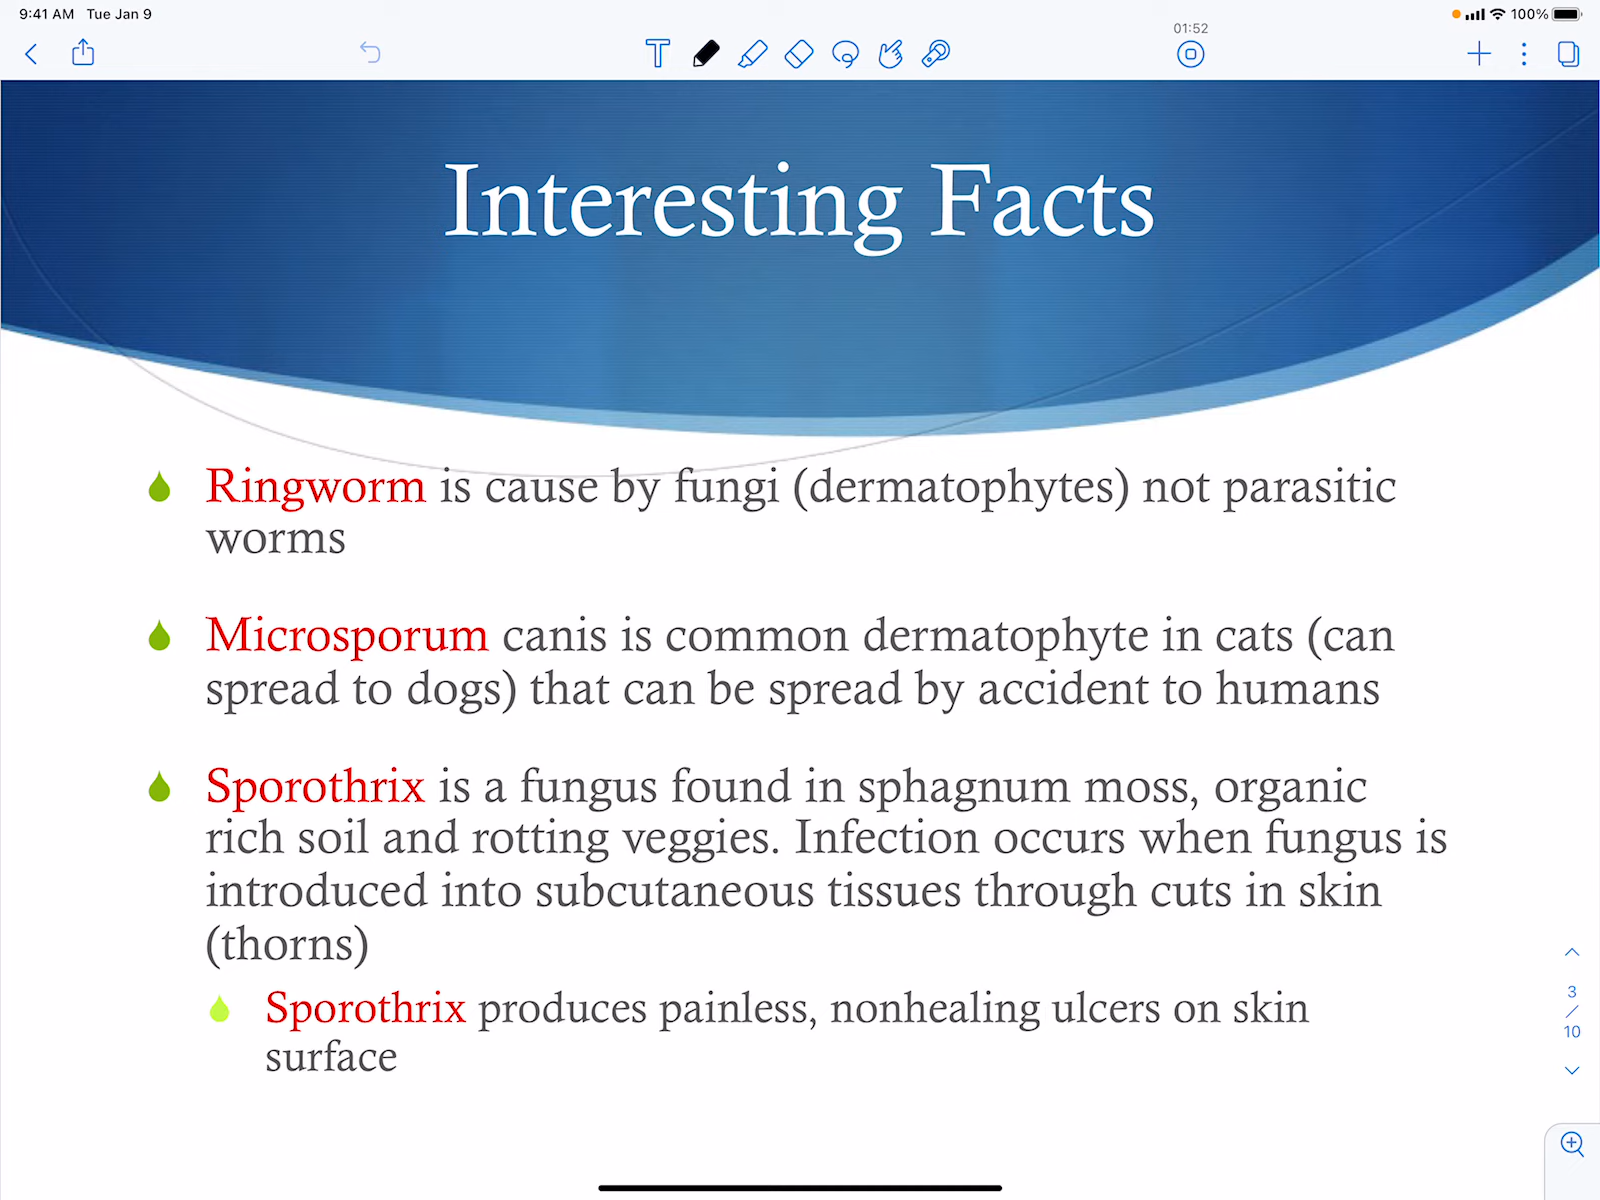 9:41 AM Tue Jan 9
100%
01:52
Interesting Facts
Ringworm is cause by fungi (dermatophytes) not parasitic
worms
Microsporum canis is common dermatophyte in cats (can
spread to dogs) that can be spread by accident to humans
Sporothrix is a fungus found in sphagnum moss, organic
rich soil and rotting veggies. Infection occurs when fungus is
introduced into subcutaneous tissues through cuts in skin
(thorns)
Sporothrix produces painless, nonhealing ulcers on skin
surface
3
/
10